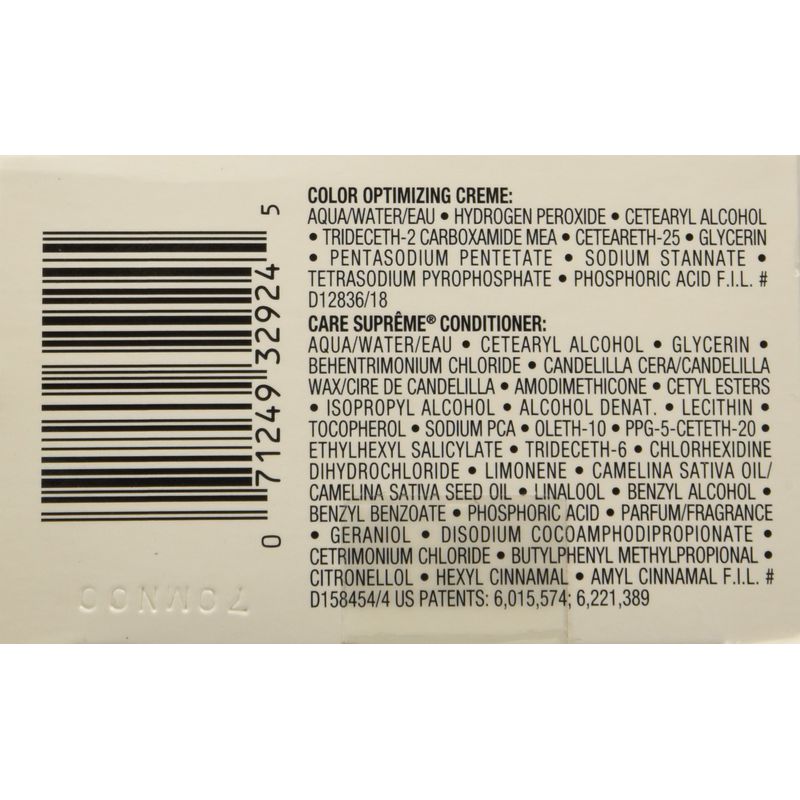 COLOR OPTIMIZING CREME:
AQUA/WATER/EAU • HYDROGEN PEROXIDE • CETEARYL ALCOHOL
• TRIDECETH-2 CARBOXAMIDE MEA • CETEARETH-25 • GLYCERIN
• PENTASODIUM PENTETATE • SODIUM STANNATE •
TETRASODIUM PYROPHOSPHATE • PHOSPHORIC ACID F.I.L. #
D12836/18
CARE SUPRÊME® CONDITIONER:
AQUA/WATER/EAU • CETEARYL ALCOHOL • GLYCERIN •
BEHENTRIMONIUM CHLORIDE • CANDELILLA CERA/CANDELILLA
WAX/CIRE DE CANDELILLA • AMODIMETHICONE • CETYL ESTERS
• ISOPROPYL ALCOHOL • ALCOHOL DENAT. • LECITHIN •
TOCOPHEROL • SODIUM PCA • OLETH-10 • PPG-5-CETETH-20 •
ETHYLHEXYL SALICYLATE • TRIDECETH-6 • CHLORHEXIDINE
DIHYDROCHLORIDE • LIMONENE • CAMELINA SATIVA OIL/
CAMELINA SATIVA SEED OIL • LINALOOL • BENZYL ALCOHOL •
BENZYL BENZOATE • PHOSPHORIC ACID • PARFUM/FRAGRANCE
• GERANIOL • DISODIUM COCOAMPHODIPROPIONATE •
CETRIMONIUM CHLORIDE • BUTYLPHENYL METHYLPROPIONAL •
CITRONELLOL • HEXYL CINNAMAL • AMYL CINNAMAL F.I.L. #
D158454/4 US PATENTS: 6,015,574; 6,221,389
0 71249 32924 5